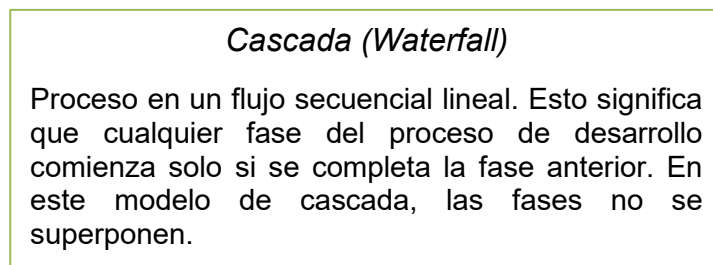 Cascada (Waterfall)
Proceso en un flujo secuencial lineal. Esto significa
que cualquier fase del proceso de desarrollo
comienza solo si se completa la fase anterior. En
este modelo de cascada, las fases no se
superponen.